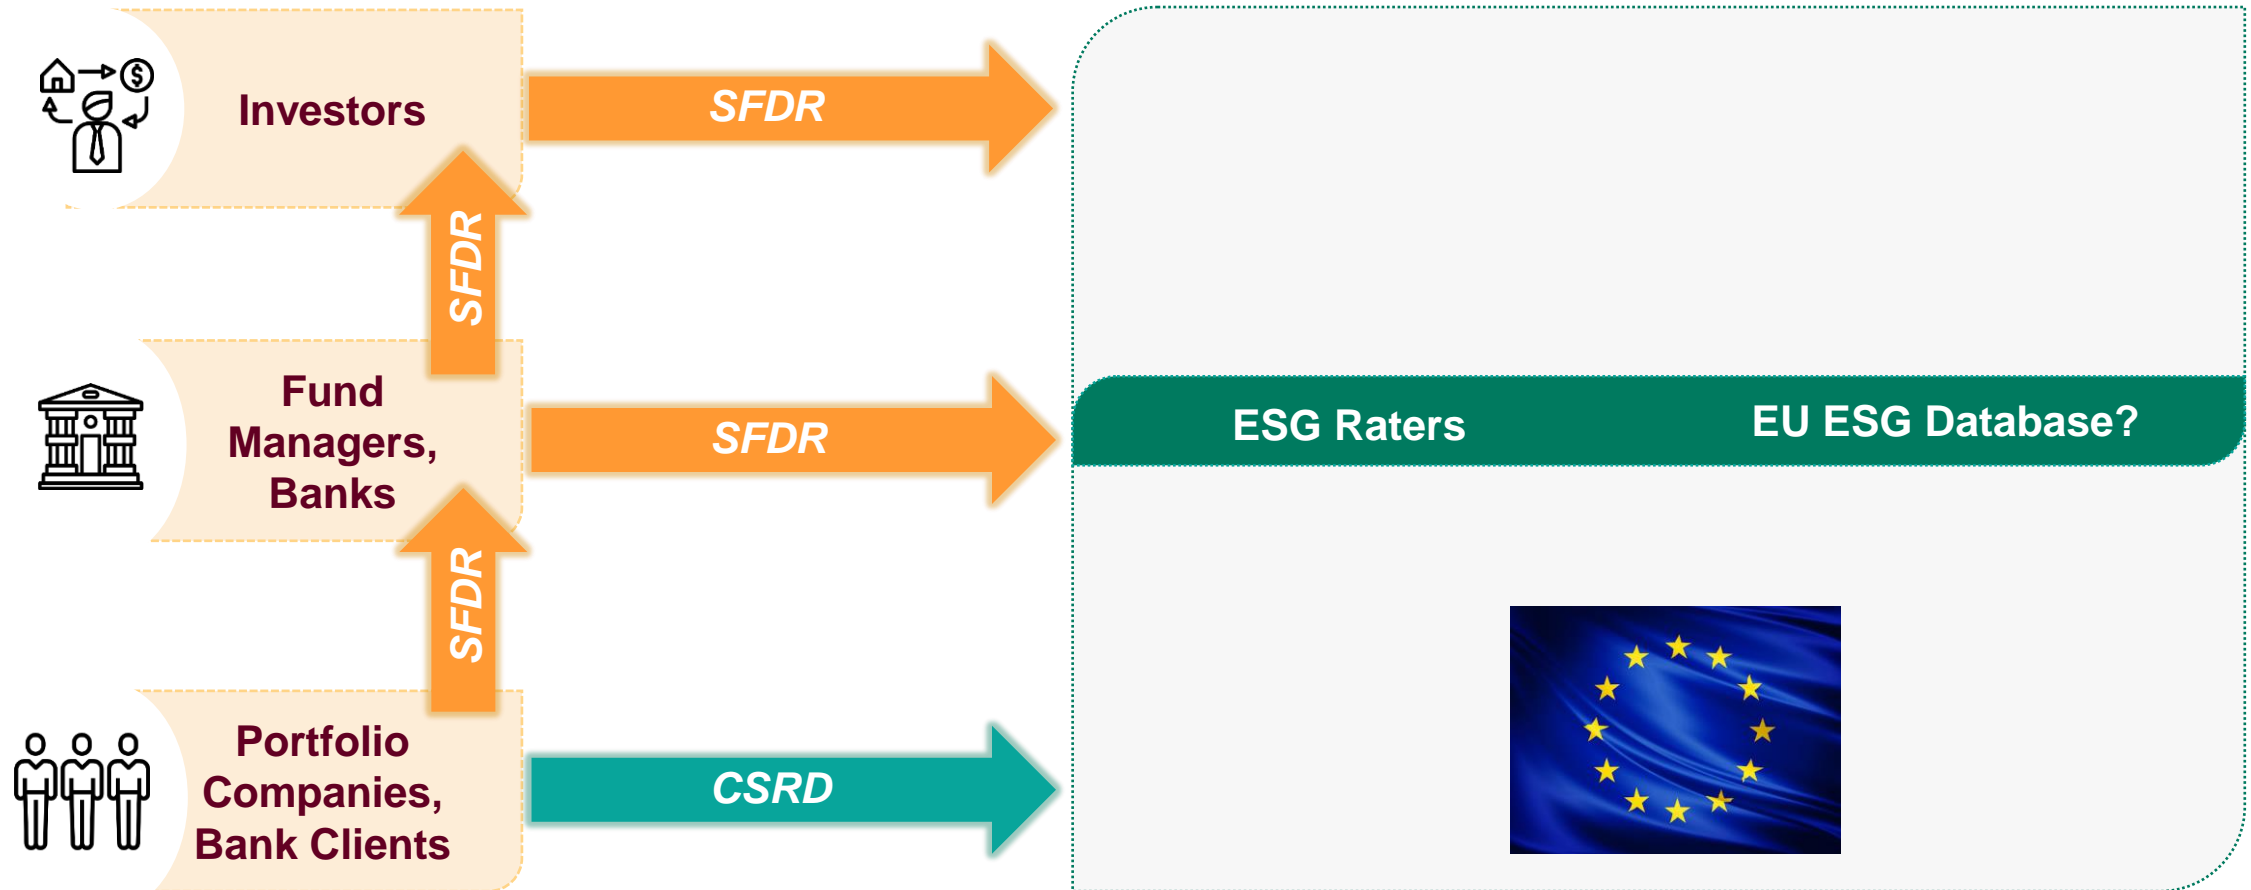 Investors
SFDR
SFDR
Fund
Managers,
Banks
SFDR
ESG Raters
EU ESG Database?
SFDR
Portfolio
Companies,
Bank Clients
CSRD